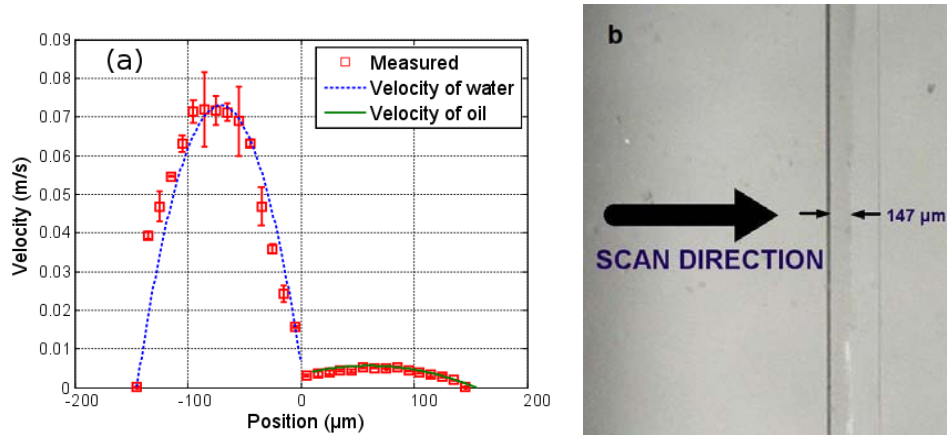 (a)
Measured
Velocity of water
Velocity of oil
0.09
0.08
0.07
0.06
0.05
0.04
0.03
0.02
0.01
0
-200
-100
0
100
200
Velocity (m/s)
Position (µm)
b
147 µm
SCAN DIRECTION